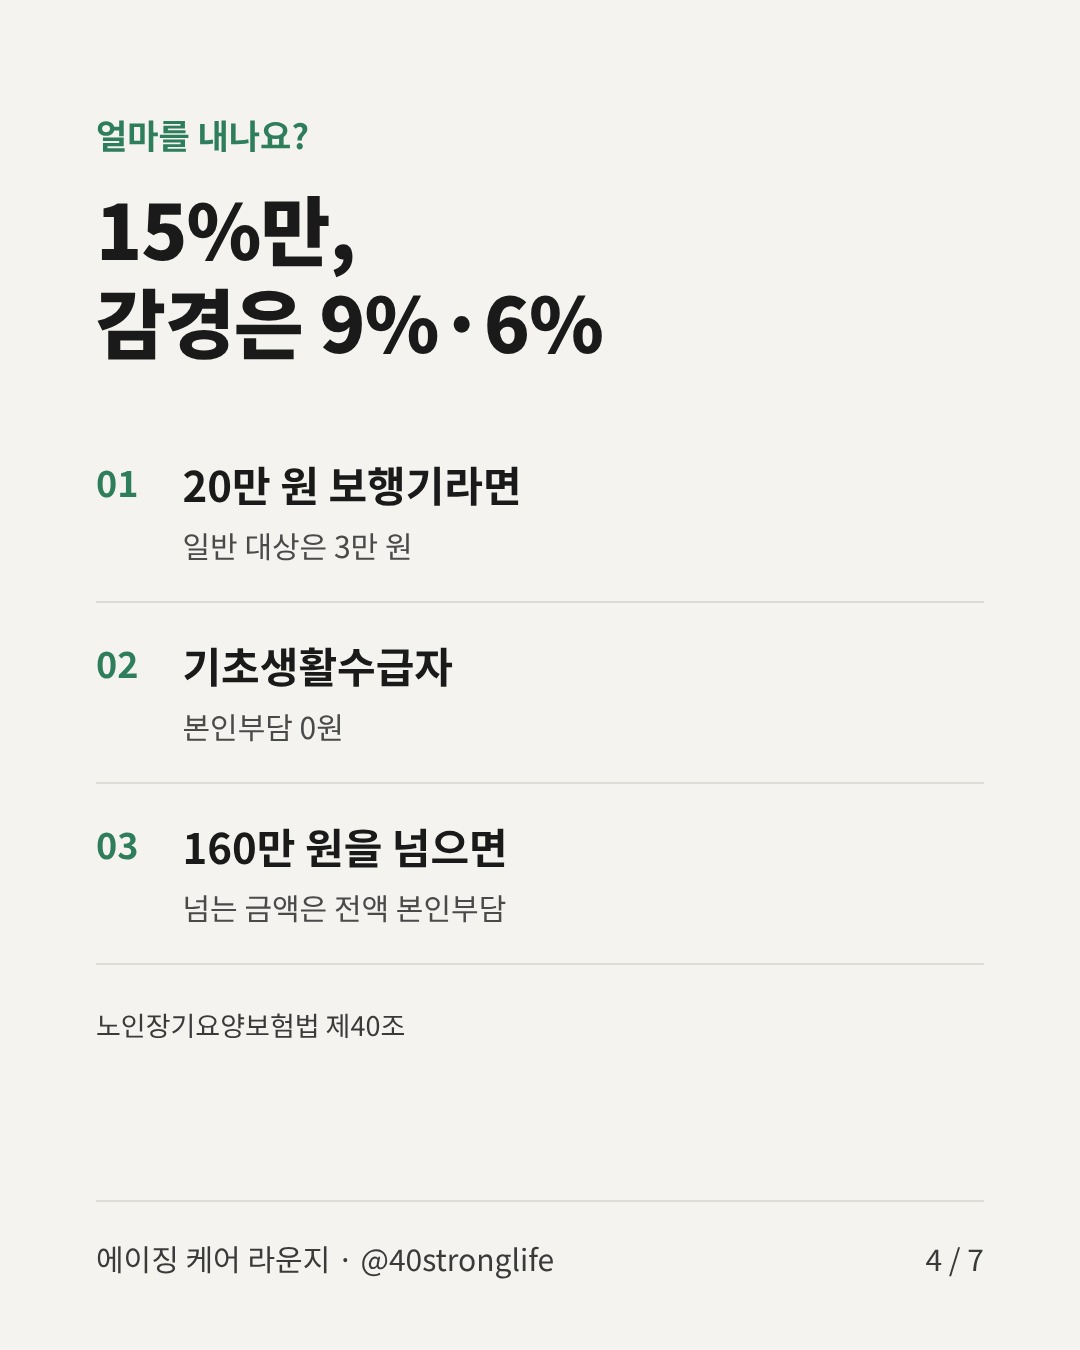 얼마를 내나요?
15%만,
감경은 9%·6%
01 20만 원 보행기라면
일반 대상은 3만 원
02 기초생활수급자
본인부담 0원
03 160만 원을 넘으면
넘는 금액은 전액 본인부담
노인장기요양보험법 제40조
에이징 케어 라운지 · @40stronglife 4 / 7